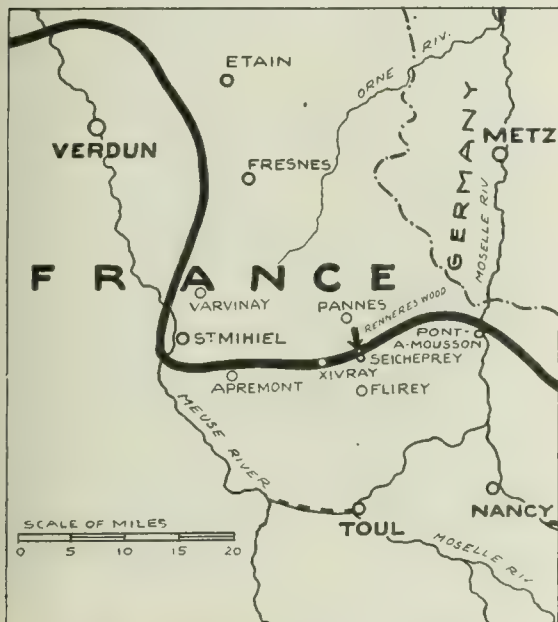 ETAIN
ORNE RIV.
VERDUN
GERMANY
METZ
FRESNES
MOSELLE RIV
FRANCE
VARVINAY
PANNES
RENNERES WOOD
ST MIHIEL
PONT-
A-MOUSSON
SEICHEPREY
XIVRAY
APREMONT
FLIREY
MEUSE RIVER
SCALE OF MILES
0 5 10 15 20
TOUL
NANCY
MOSELLE RIV.